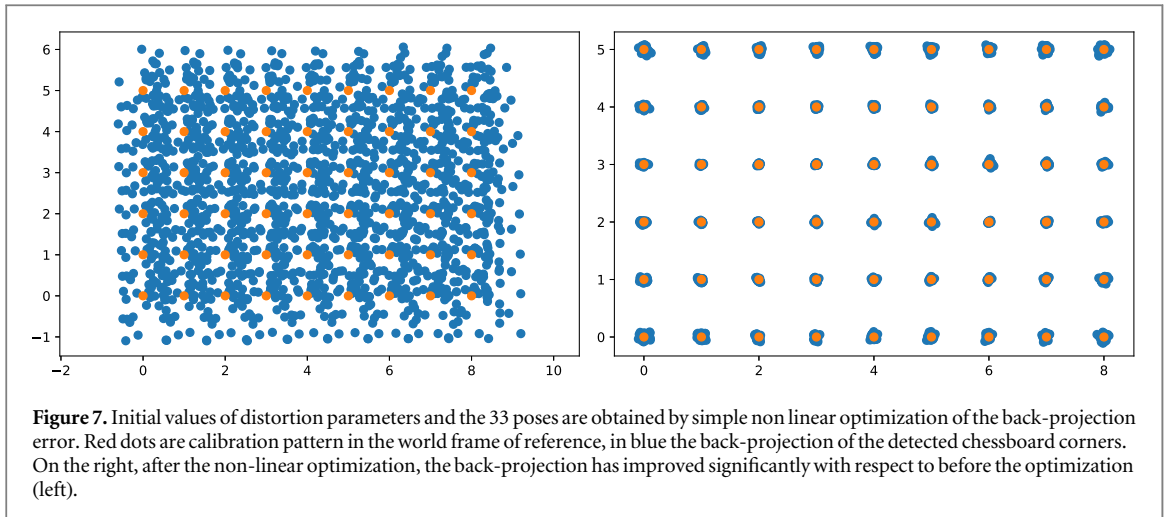 6
5
4
3
2
1
0
−1
−2 0 2 4 6 8 10
5
4
3
2
1
0
0 2 4 6 8
Figure 7. Initial values of distortion parameters and the 33 poses are obtained by simple non linear optimization of the back-projection
error. Red dots are calibration pattern in the world frame of reference, in blue the back-projection of the detected chessboard corners.
On the right, after the non-linear optimization, the back-projection has improved significantly with respect to before the optimization
(left).